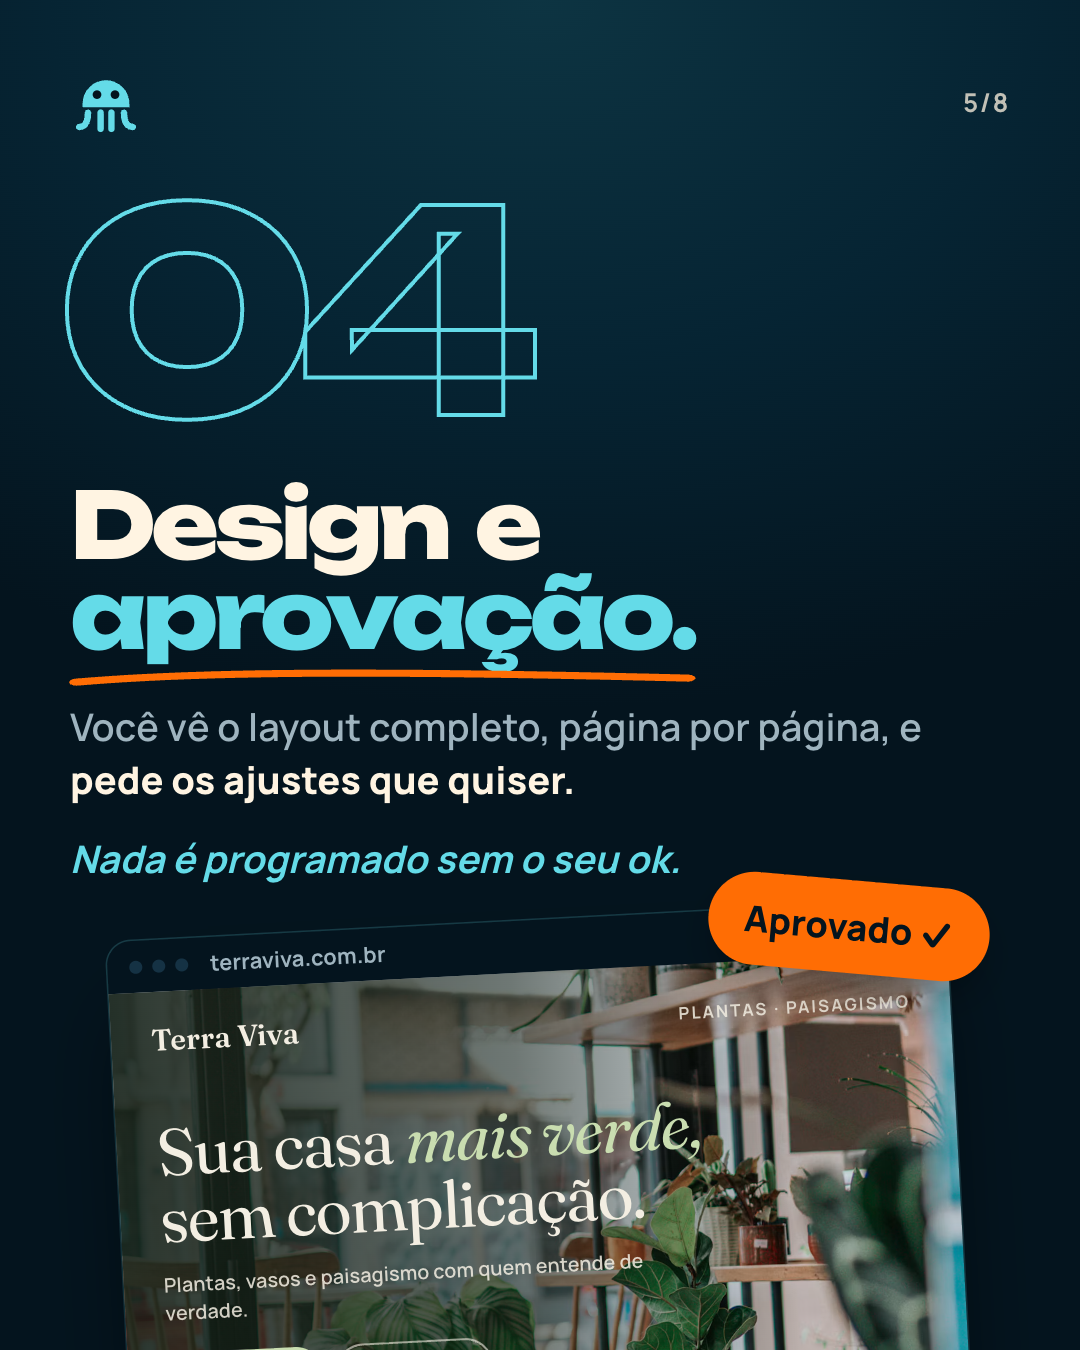 5/8
04
Design e
aprovação.
Você vê o layout completo, página por página, e
pede os ajustes que quiser.
Nada é programado sem o seu ok.
Aprovado ✓
terraviva.com.br
PLANTAS · PAISAGISMO
Terra Viva
Sua casa mais verde,
sem complicação.
Plantas, vasos e paisagismo com quem entende de
verdade.